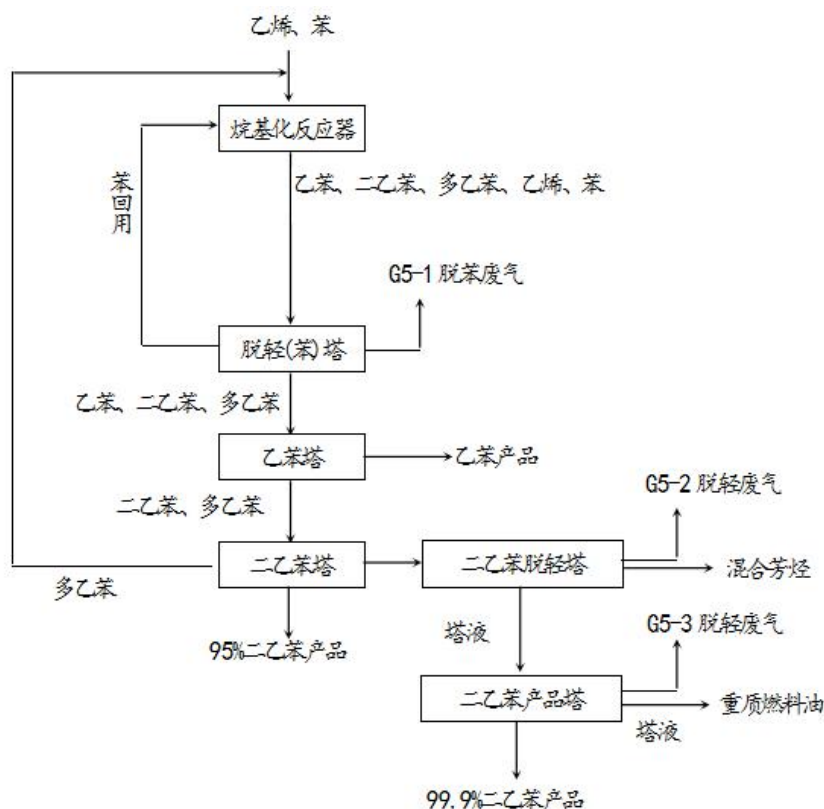 乙烯、苯
烷基化反应器
苯回用
乙苯、二乙苯、多乙苯、乙烯、苯
G5-1脱苯废气
脱轻(苯)塔
乙苯、二乙苯、多乙苯
乙苯塔
乙苯产品
二乙苯、多乙苯
G5-2脱轻废气
二乙苯塔
二乙苯脱轻塔
混合芳烃
多乙苯
95%二乙苯产品
塔液
G5-3脱轻废气
二乙苯产品塔
重质燃料油
塔液
99.9%二乙苯产品